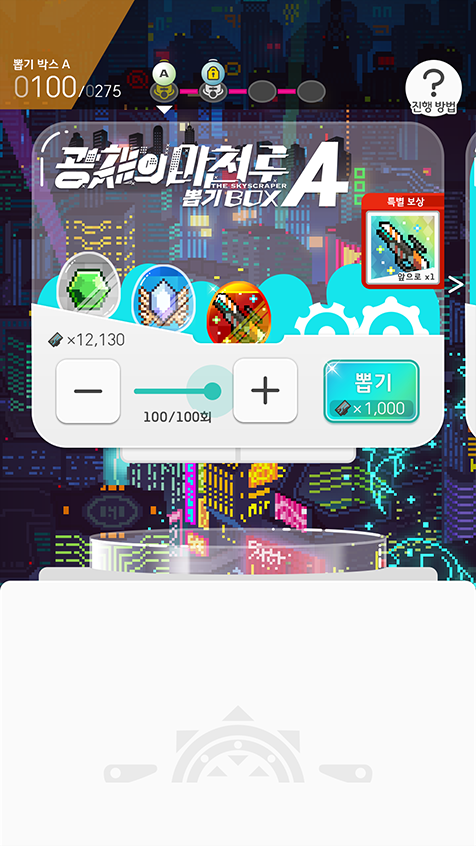 뽑기 박스 A
0100/0275
A
?
진행 방법
광채의 마천루
THE SKYSCRAPER
뽑기 BOX
A
특별 보상
앞으로 x1
×12,130
100/100회
뽑기
×1,000